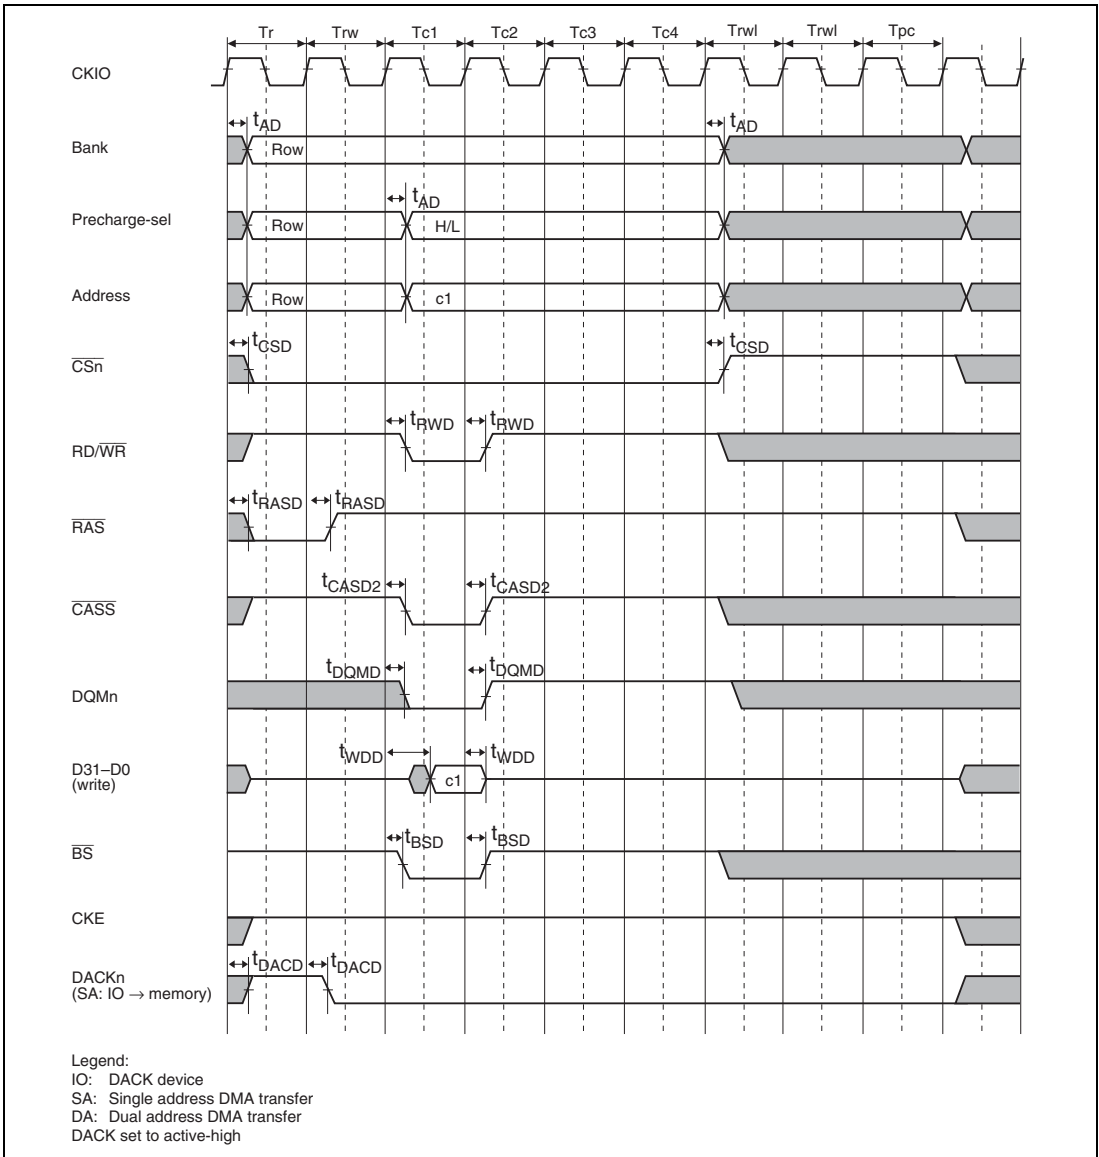 Tr Trw Tc1 Tc2 Tc3 Tc4 Trwl Trwl Tpc
CKIO
tAD tAD
Bank Row
tAD
Precharge-sel Row H/L
Address Row c1
tCSD tCSD
CSn
tRWD tRWD
RD/WR
tRASD tRASD
RAS
tCASD2 tCASD2
CASS
tDQMD tDQMD
DQMn
tWDD tWDD
D31–D0 c1
(write)
tBSD tBSD
BS
CKE
tDACD tDACD
DACKn
(SA: IO → memory)
Legend:
IO: DACK device
SA: Single address DMA transfer
DA: Dual address DMA transfer
DACK set to active-high